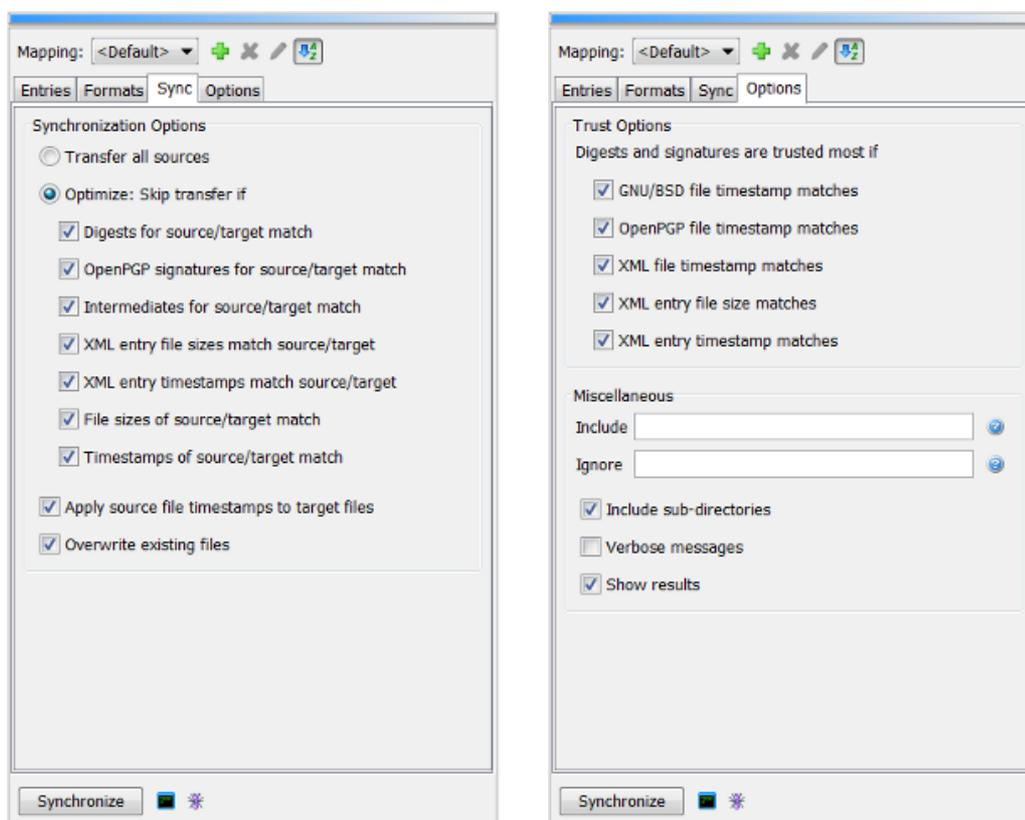 Mapping: <Default>
Entries Formats Sync Options
Synchronization Options
Transfer all sources
Optimize: Skip transfer if
Digests for source/target match
OpenPGP signatures for source/target match
Intermediates for source/target match
XML entry file sizes match source/target
XML entry timestamps match source/target
File sizes of source/target match
Timestamps of source/target match
Apply source file timestamps to target files
Overwrite existing files
Synchronize
Mapping: <Default>
Entries Formats Sync Options
Trust Options
Digests and signatures are trusted most if
GNU/BSD file timestamp matches
OpenPGP file timestamp matches
XML file timestamp matches
XML entry file size matches
XML entry timestamp matches
Miscellaneous
Include
Ignore
Include sub-directories
Verbose messages
Show results
Synchronize